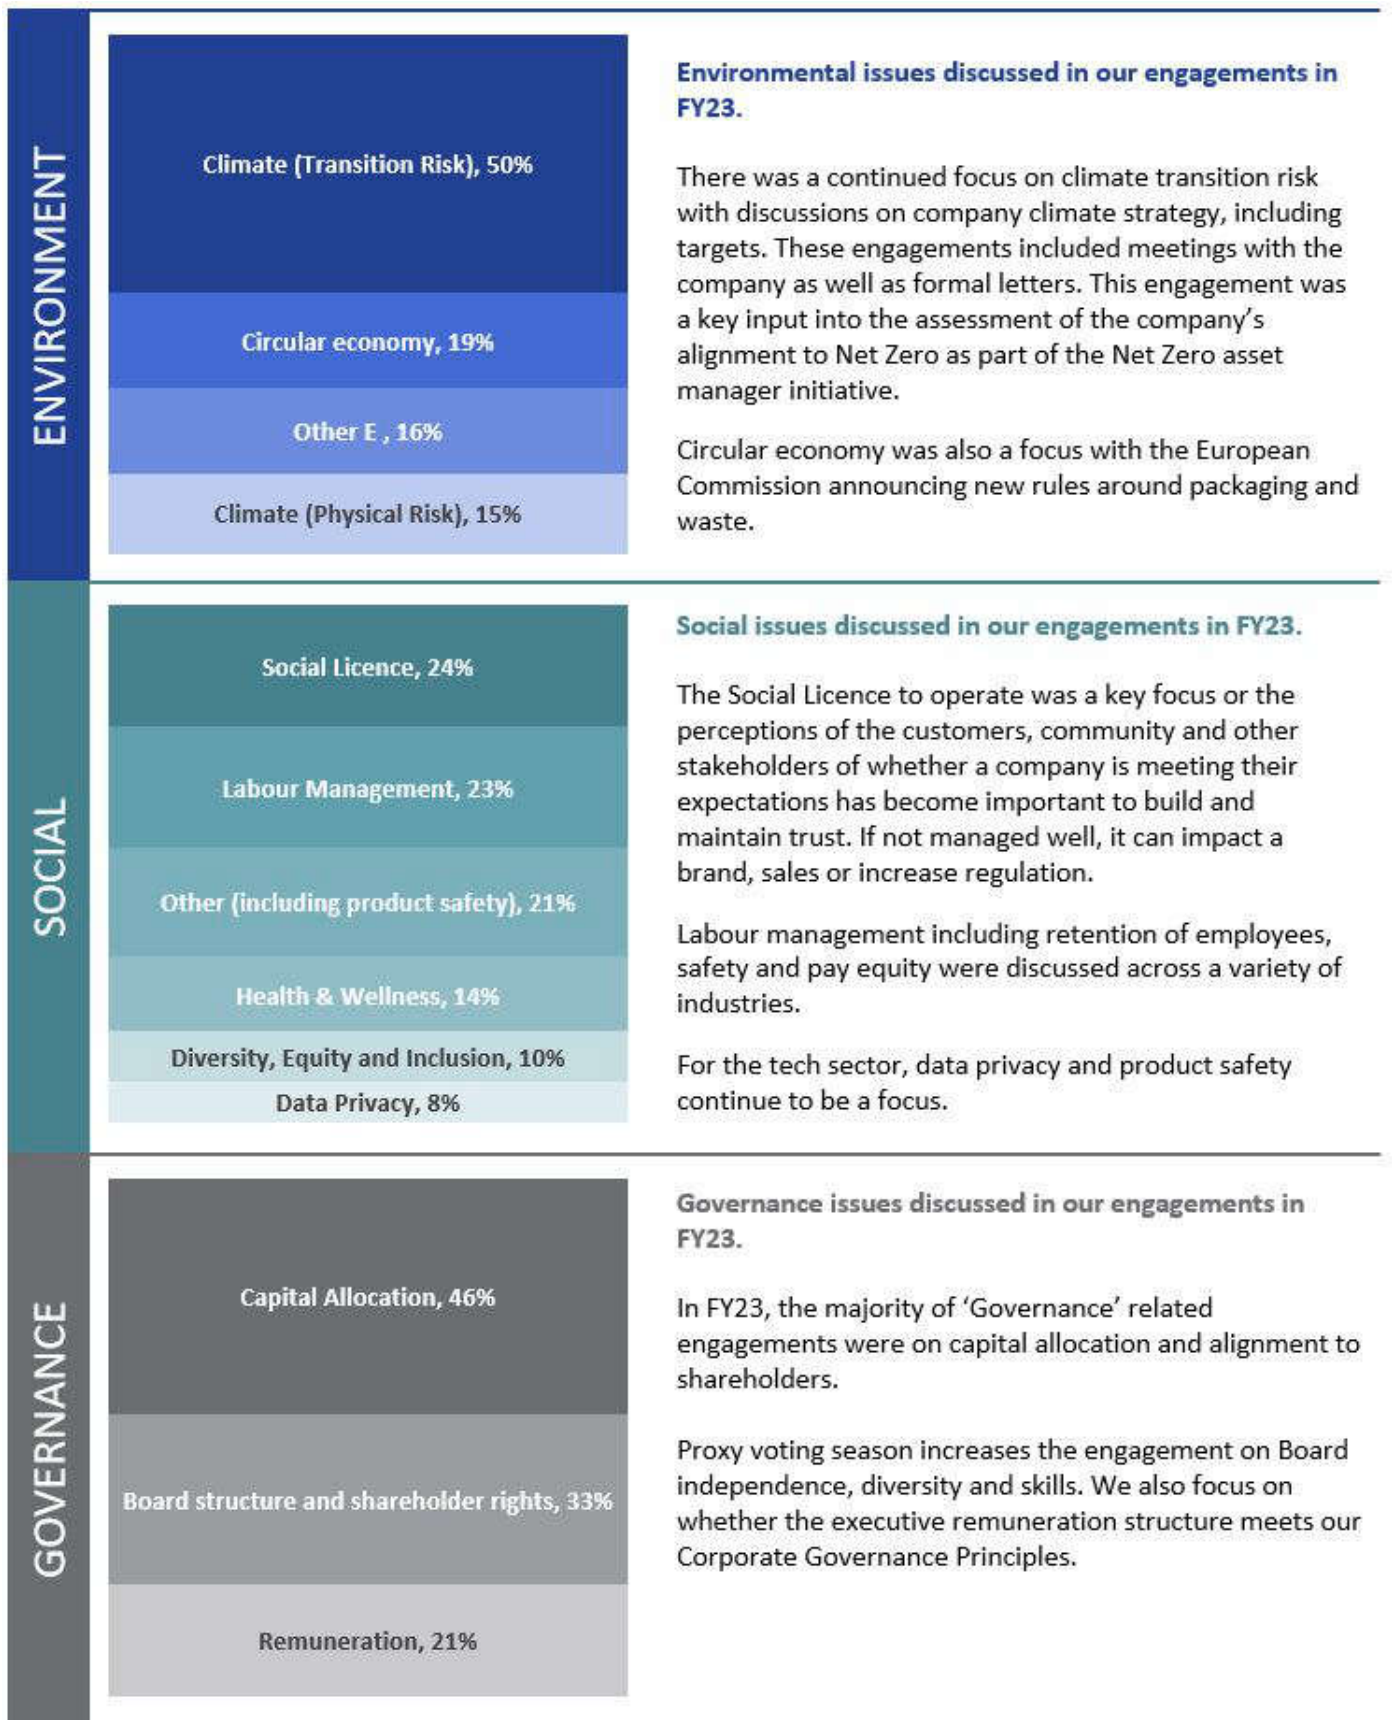 ENVIRONMENT
Climate (Transition Risk), 50%
Circular economy, 19%
Other E , 16%
Climate (Physical Risk), 15%
Environmental issues discussed in our engagements in
FY23.
There was a continued focus on climate transition risk
with discussions on company climate strategy, including
targets. These engagements included meetings with the
company as well as formal letters. This engagement was
a key input into the assessment of the company’s
alignment to Net Zero as part of the Net Zero asset
manager initiative.
Circular economy was also a focus with the European
Commission announcing new rules around packaging and
waste.
SOCIAL
Social Licence, 24%
Labour Management, 23%
Other (including product safety), 21%
Health & Wellness, 14%
Diversity, Equity and Inclusion, 10%
Data Privacy, 8%
Social issues discussed in our engagements in FY23.
The Social Licence to operate was a key focus or the
perceptions of the customers, community and other
stakeholders of whether a company is meeting their
expectations has become important to build and
maintain trust. If not managed well, it can impact a
brand, sales or increase regulation.
Labour management including retention of employees,
safety and pay equity were discussed across a variety of
industries.
For the tech sector, data privacy and product safety
continue to be a focus.
GOVERNANCE
Capital Allocation, 46%
Board structure and shareholder rights, 33%
Remuneration, 21%
Governance issues discussed in our engagements in
FY23.
In FY23, the majority of ‘Governance’ related
engagements were on capital allocation and alignment to
shareholders.
Proxy voting season increases the engagement on Board
independence, diversity and skills. We also focus on
whether the executive remuneration structure meets our
Corporate Governance Principles.